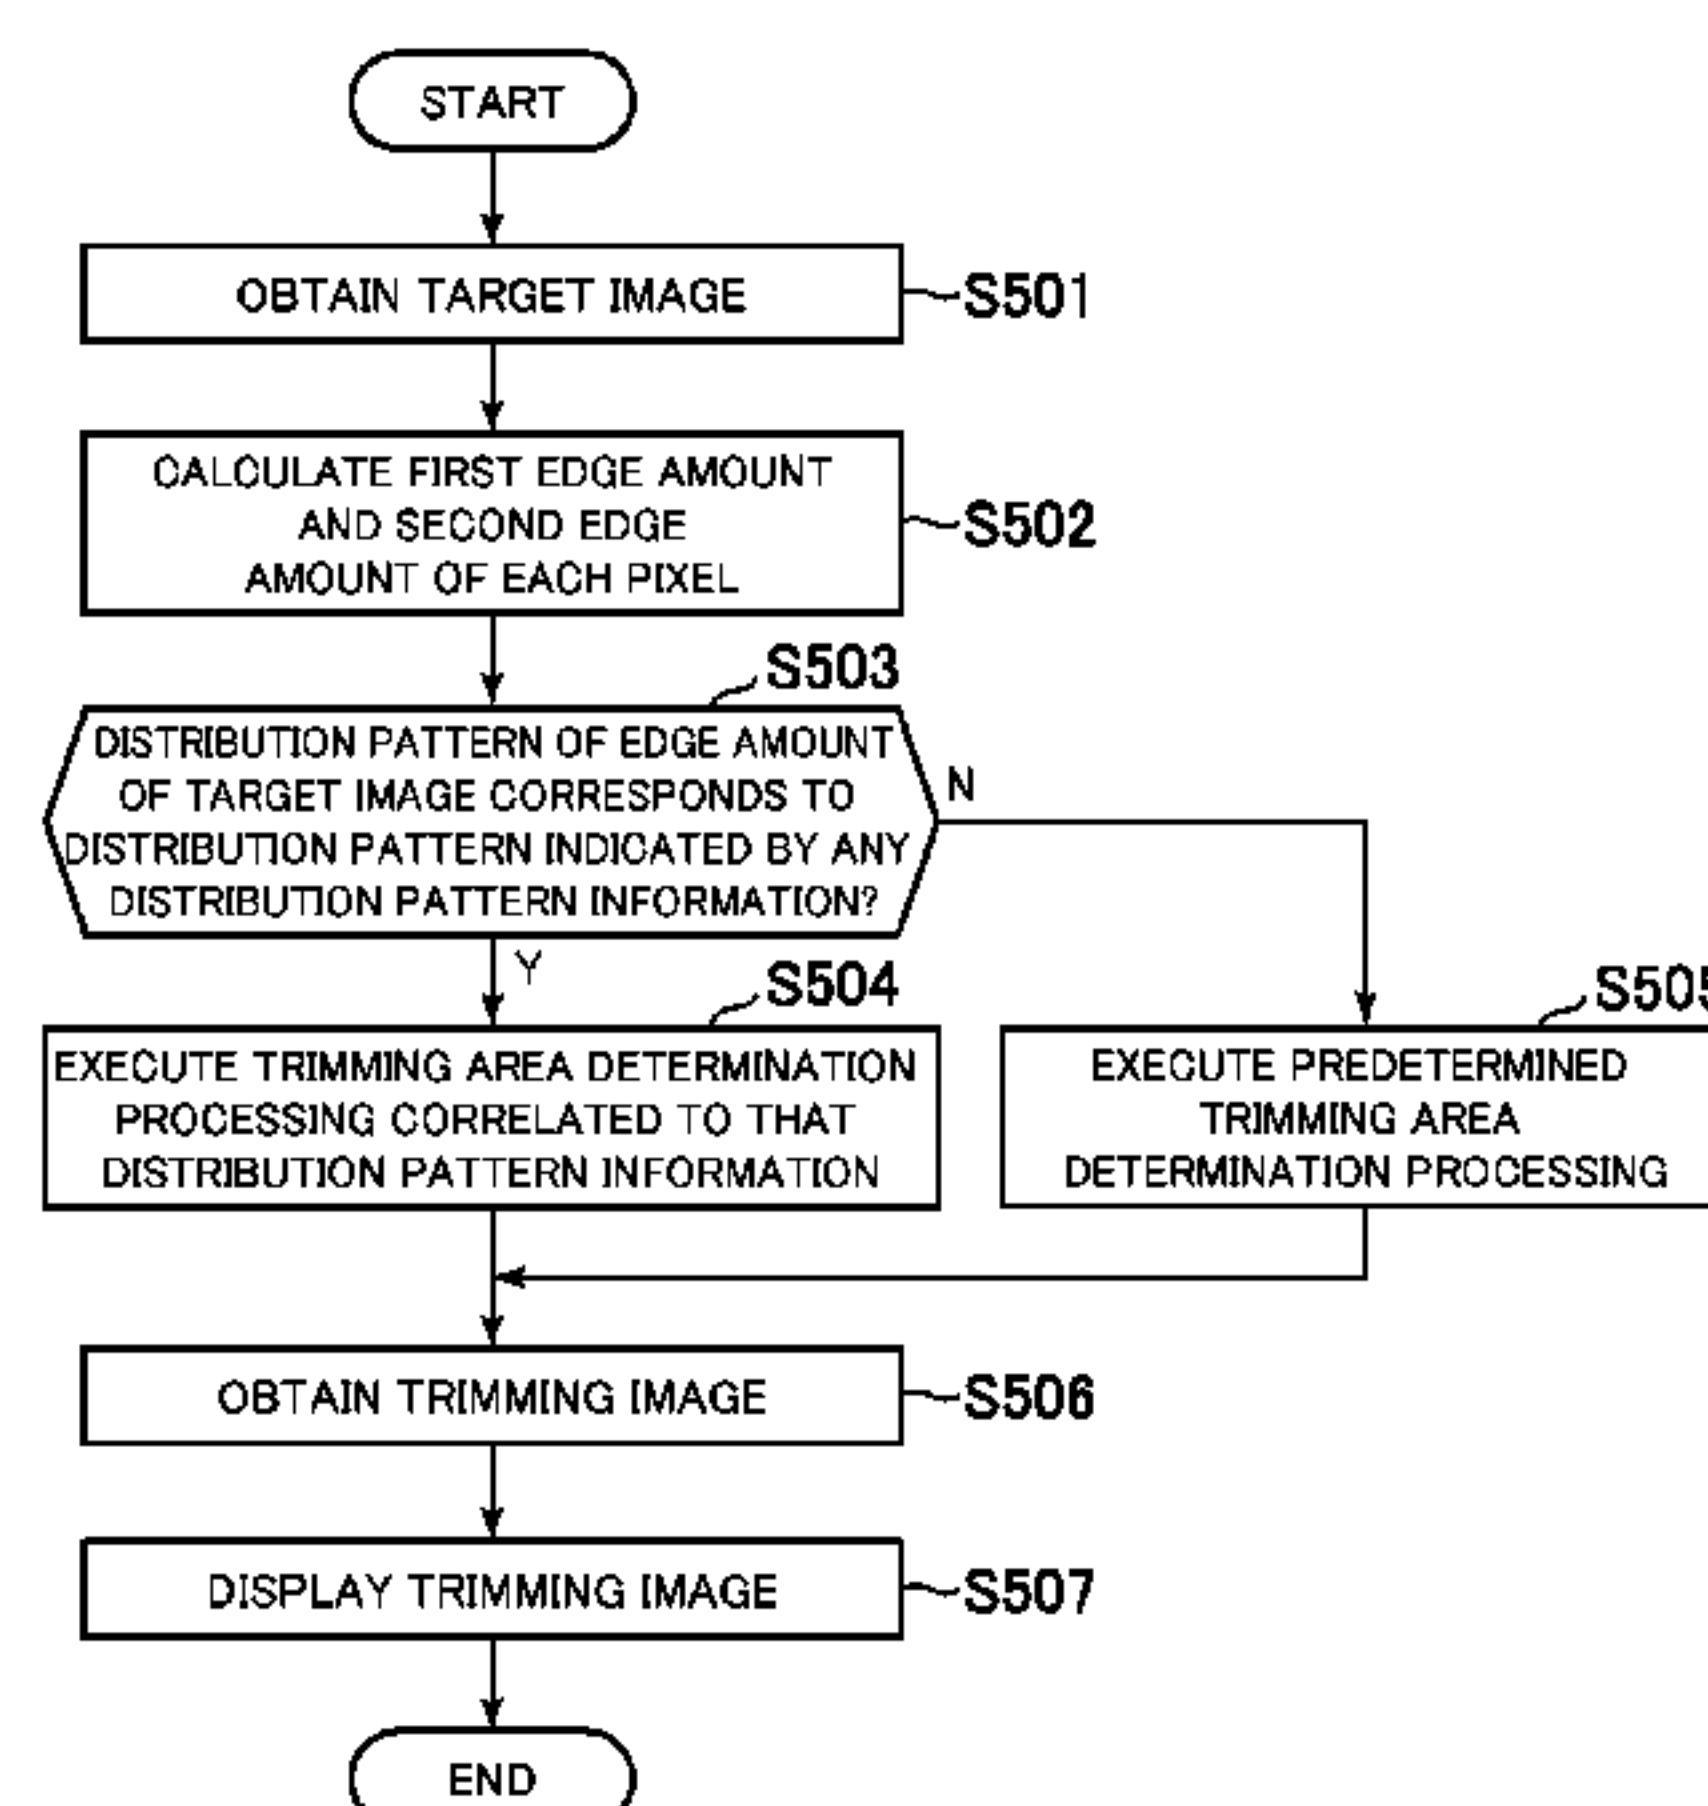 START
OBTAIN TARGET IMAGE
S501
CALCULATE FIRST EDGE AMOUNT
AND SECOND EDGE
AMOUNT OF EACH PIXEL
S502
S503
DISTRIBUTION PATTERN OF EDGE AMOUNT
OF TARGET IMAGE CORRESPONDS TO
DISTRIBUTION PATTERN INDICATED BY ANY
DISTRIBUTION PATTERN INFORMATION?
N
Y
S504
EXECUTE TRIMMING AREA DETERMINATION
PROCESSING CORRELATED TO THAT
DISTRIBUTION PATTERN INFORMATION
S505
EXECUTE PREDETERMINED
TRIMMING AREA
DETERMINATION PROCESSING
OBTAIN TRIMMING IMAGE
S506
DISPLAY TRIMMING IMAGE
S507
END